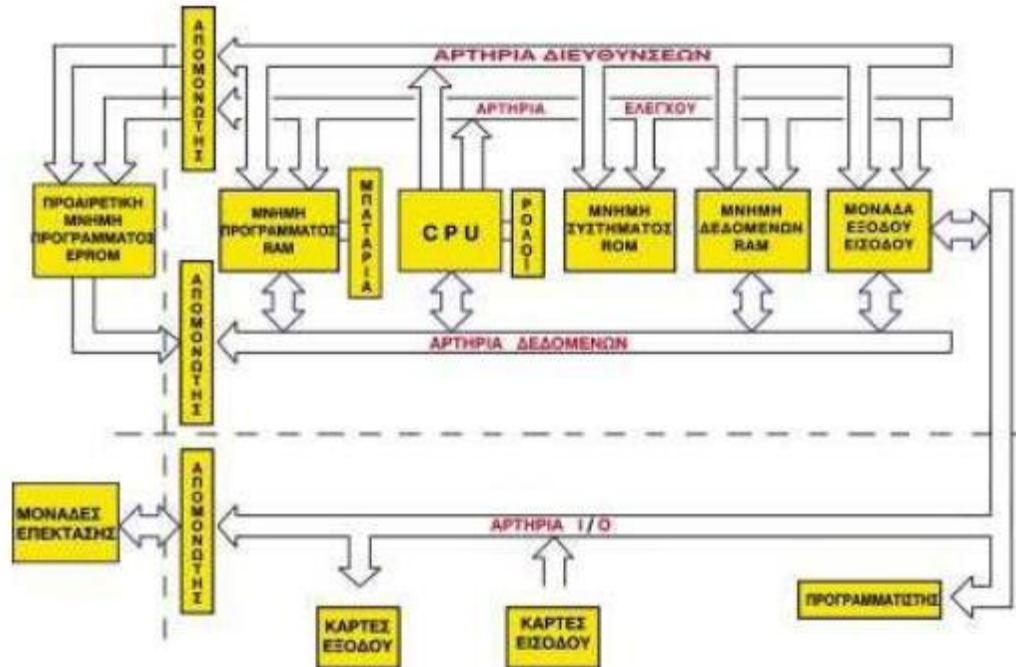 ΑΠΟΜΟΝΩΤΗΣ
ΑΡΤΗΡΙΑ ΔΙΕΥΘΥΝΣΕΩΝ
ΑΡΤΗΡΙΑ ΕΛΕΓΧΟΥ
ΠΡΟΑΙΡΕΤΙΚΗ
ΜΝΗΜΗ
ΠΡΟΓΡΑΜΜΑΤΟΣ
EPROM
ΜΝΗΜΗ
ΠΡΟΓΡΑΜΜΑΤΟΣ
RAM
ΜΠΑΤΑΡΙΑ
CPU
ΡΟΛΟΙ
ΜΝΗΜΗ
ΣΥΣΤΗΜΑΤΟΣ
ROM
ΜΝΗΜΗ
ΔΕΔΟΜΕΝΩΝ
RAM
ΜΟΝΑΔΑ
ΕΞΟΔΟΥ
ΕΙΣΟΔΟΥ
ΑΠΟΜΟΝΩΤΗΣ
ΑΡΤΗΡΙΑ ΔΕΔΟΜΕΝΩΝ
ΜΟΝΑΔΕΣ
ΕΠΕΚΤΑΣΗΣ
ΑΠΟΜΟΝΩΤΗΣ
ΑΡΤΗΡΙΑ I/O
ΚΑΡΤΕΣ
ΕΞΟΔΟΥ
ΚΑΡΤΕΣ
ΕΙΣΟΔΟΥ
ΠΡΟΓΡΑΜΜΑΤΙΣΤΗΣ